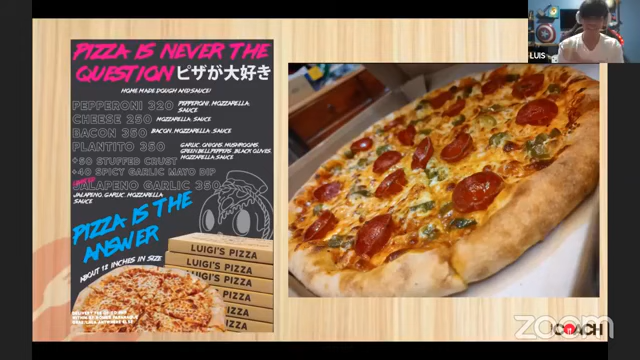 PIZZA IS NEVER THE
QUESTION ピザが大好き
HOME MADE DOUGH AND SAUCE!
PEPPERONI 320 PEPPERONI, MOZZARELLA, SAUCE
CHEESE 250 MOZZARELLA, SAUCE
BACON 350 BACON, MOZZARELLA, SAUCE
PLANTITO 350 GARLIC, ONIONS, MUSHROOMS,
GREEN BELL PEPPERS, BLACK OLIVES,
MOZZARELLA, SAUCE
+50 STUFFED CRUST
+40 SPICY GARLIC MAYO DIP
JALAPENO GARLIC 350
JALAPENO, GARLIC, MOZZARELLA
SAUCE
PIZZA IS THE
ANSWER
ABOUT 12 INCHES IN SIZE
LUIGI'S PIZZA
LUIGI'S PIZZA
LUIGI'S PIZZA
PIZZA
PIZZA
ZZA
LUIS
COACH
zoom